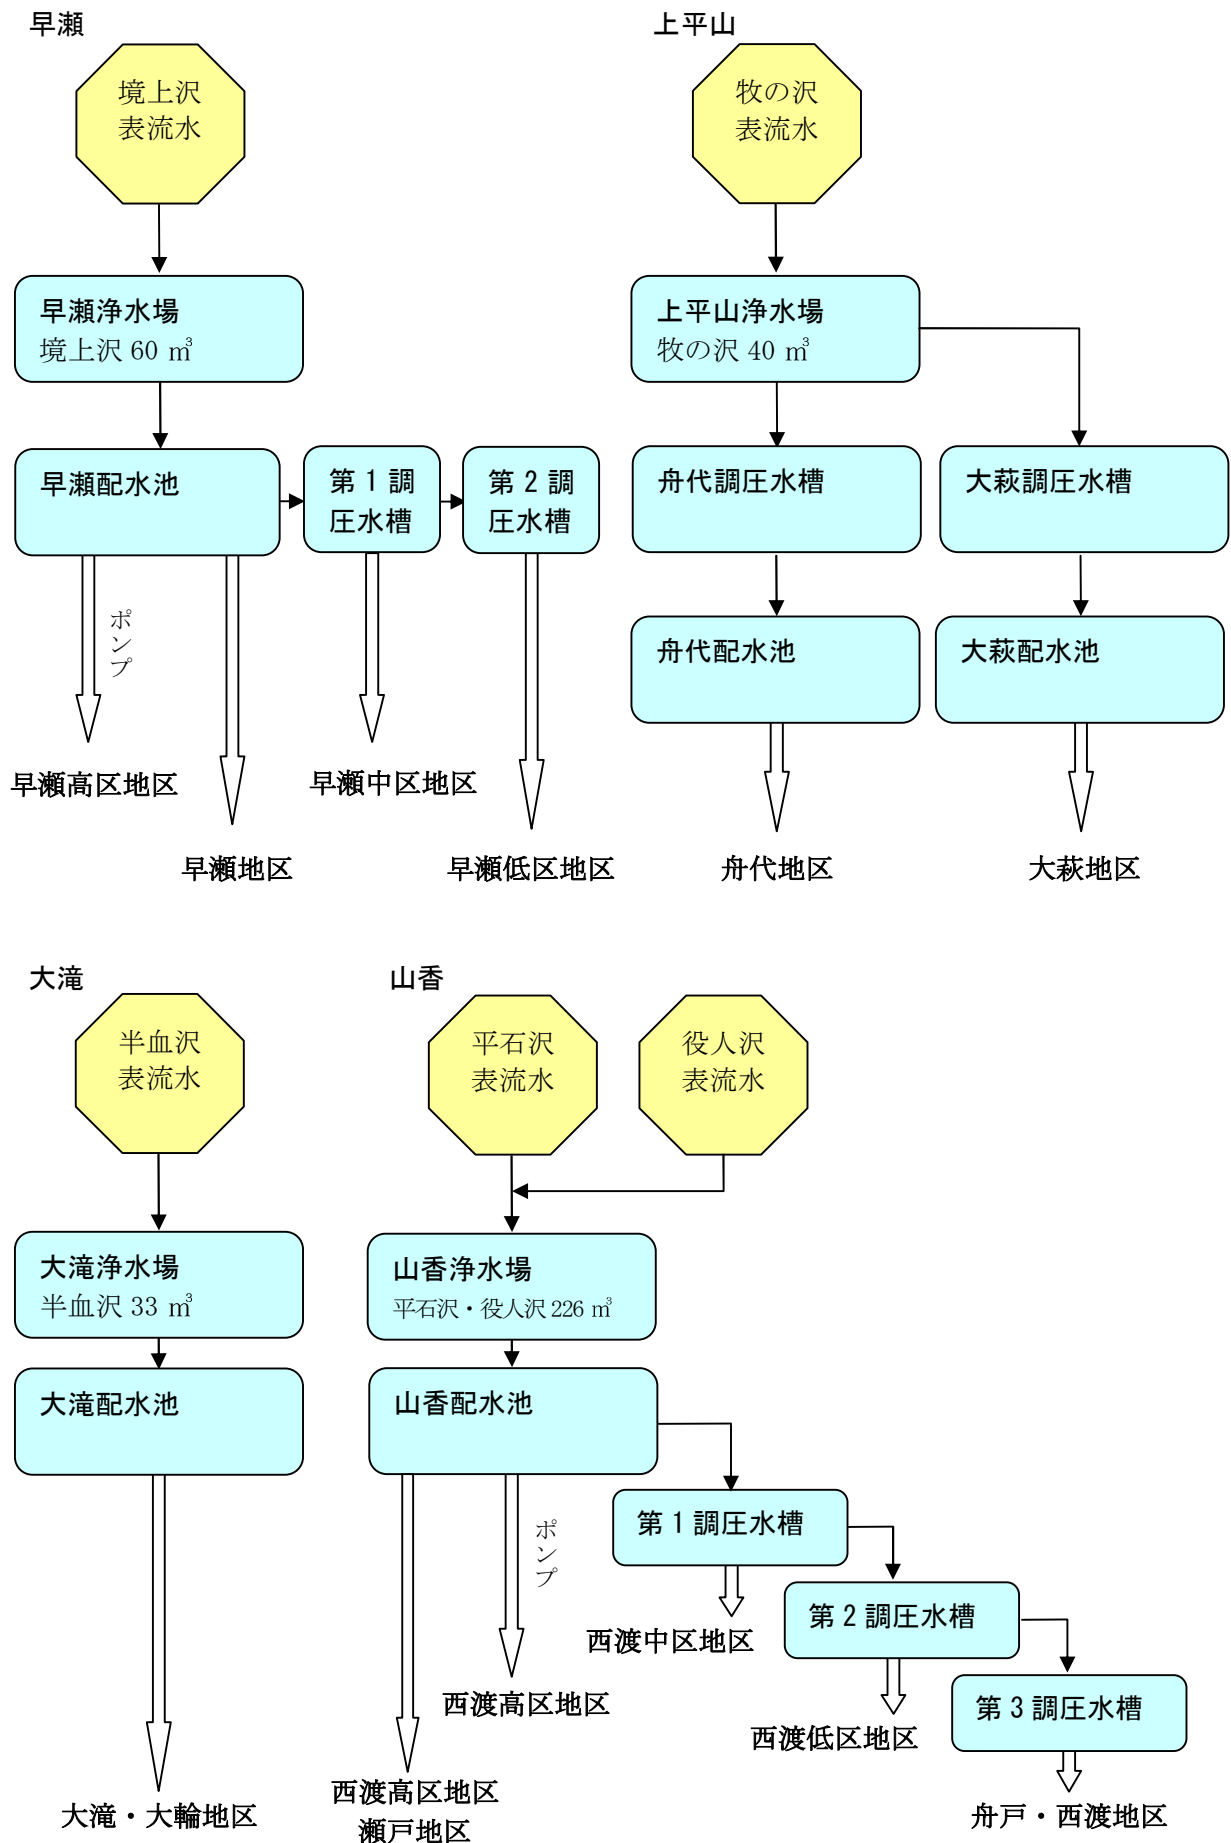 早瀬
境上沢
表流水
早瀬浄水場
境上沢 60 ㎥
早瀬配水池
第 1 調
圧水槽
第 2 調
圧水槽
ポンプ
早瀬高区地区
早瀬地区
早瀬中区地区
早瀬低区地区
上平山
牧の沢
表流水
上平山浄水場
牧の沢 40 ㎥
舟代調圧水槽
大萩調圧水槽
舟代配水池
大萩配水池
舟代地区
大萩地区
大滝
半血沢
表流水
大滝浄水場
半血沢 33 ㎥
大滝配水池
大滝・大輪地区
山香
平石沢
表流水
役人沢
表流水
山香浄水場
平石沢・役人沢 226 ㎥
山香配水池
ポンプ
第 1 調圧水槽
第 2 調圧水槽
第 3 調圧水槽
西渡中区地区
西渡高区地区
西渡低区地区
西渡高区地区
瀬戸地区
舟戸・西渡地区